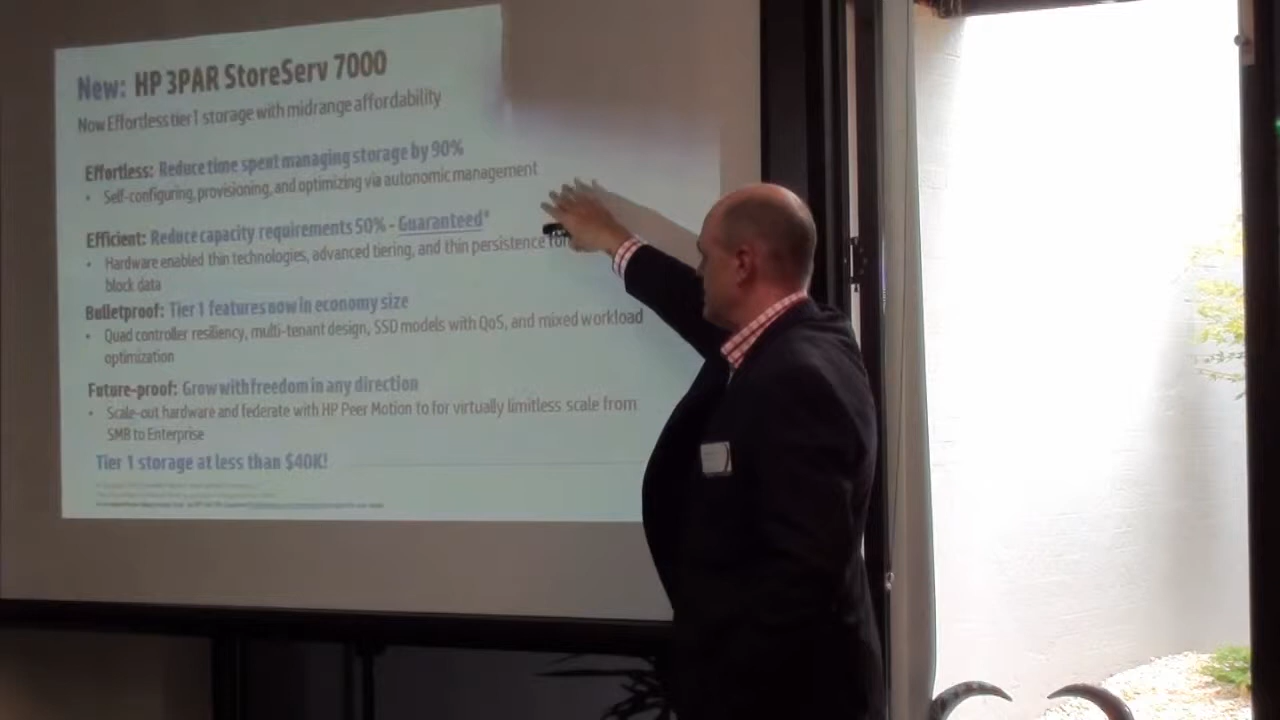 New: HP 3PAR StoreServ 7000
Now Effortless tier 1 storage with midrange affordability
Effortless: Reduce time spent managing storage by 90%
• Self-configuring, provisioning, and optimizing via autonomic management
Efficient: Reduce capacity requirements 50% - Guaranteed*
• Hardware enabled thin technologies, advanced tiering, and thin persistence for
block data
Bulletproof: Tier 1 features now in economy size
• Quad controller resiliency, multi-tenant design, SSD models with QoS, and mixed workload
optimization
Future-proof: Grow with freedom in any direction
• Scale-out hardware and federate with HP Peer Motion to for virtually limitless scale from
SMB to Enterprise
Tier 1 storage at less than $40K!